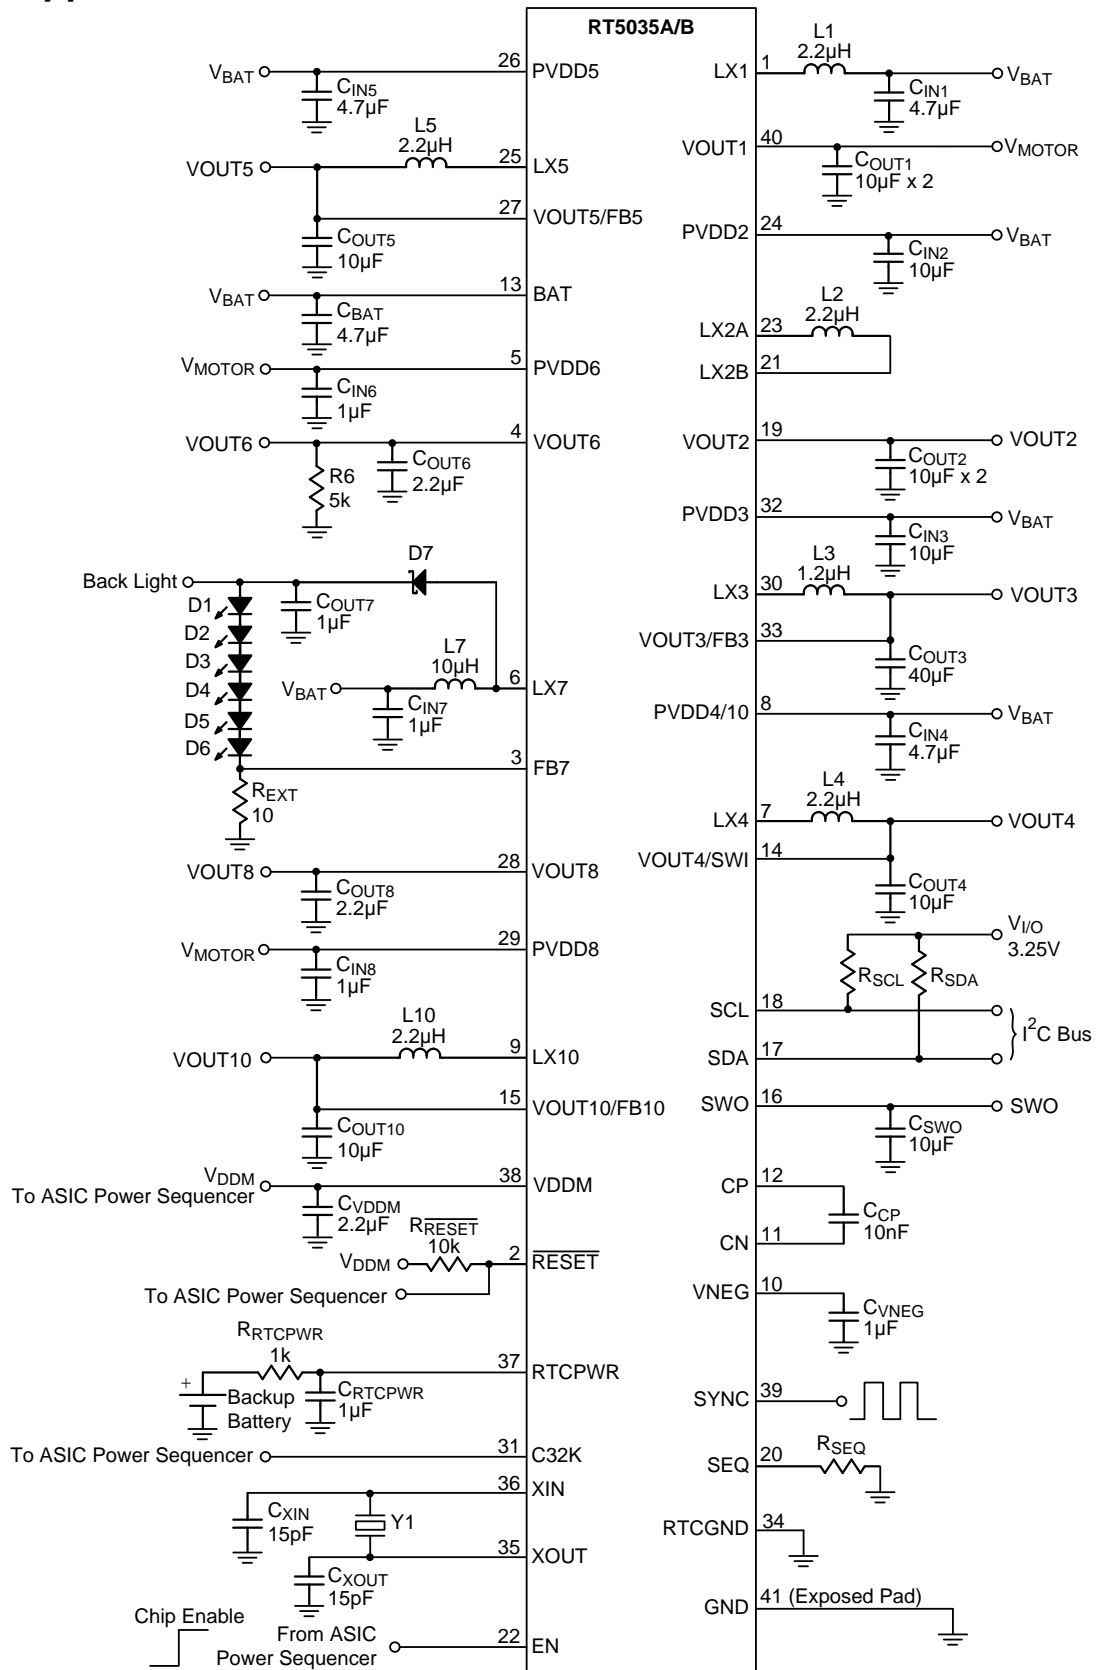 RT5035A/B
VBAT
26
PVDD5
CIN5
4.7µF
L5
2.2µH
VOUT5
25
LX5
27
VOUT5/FB5
COUT5
10µF
VBAT
13
BAT
CBAT
4.7µF
VMOTOR
5
PVDD6
CIN6
1µF
VOUT6
4
VOUT6
R6
5k
COUT6
2.2µF
D7
Back Light
D1
D2
D3
D4
D5
D6
COUT7
1µF
L7
10µH
VBAT
6
LX7
CIN7
1µF
3
FB7
REXT
10
VOUT8
28
VOUT8
COUT8
2.2µF
VMOTOR
29
PVDD8
CIN8
1µF
L10
2.2µH
VOUT10
9
LX10
15
VOUT10/FB10
COUT10
10µF
VDDM
To ASIC Power Sequencer
38
VDDM
CVDDM
2.2µF
RRESET
10k
VDDM
2
RESET
To ASIC Power Sequencer
RRTCPWR
1k
37
RTCPWR
+
Backup
Battery
CRTCPWR
1µF
To ASIC Power Sequencer
31
C32K
36
XIN
CXIN
15pF
Y1
35
XOUT
CXOUT
15pF
Chip Enable
From ASIC
Power Sequencer
22
EN
L1
2.2µH
LX1
1
VBAT
CIN1
4.7µF
VOUT1
40
VMOTOR
COUT1
10µF x 2
PVDD2
24
VBAT
CIN2
10µF
L2
2.2µH
LX2A
23
LX2B
21
VOUT2
19
VOUT2
COUT2
10µF x 2
PVDD3
32
VBAT
CIN3
10µF
L3
1.2µH
LX3
30
VOUT3
VOUT3/FB3
33
COUT3
40µF
PVDD4/10
8
VBAT
CIN4
4.7µF
L4
2.2µH
LX4
7
VOUT4
VOUT4/SWI
14
COUT4
10µF
VI/O
3.25V
RSCL
RSDA
SCL
18
I2C Bus
SDA
17
SWO
16
SWO
CSWO
10µF
CP
12
CCP
10nF
CN
11
VNEG
10
CVNEG
1µF
SYNC
39
SEQ
20
RSEQ
RTCGND
34
GND
41 (Exposed Pad)